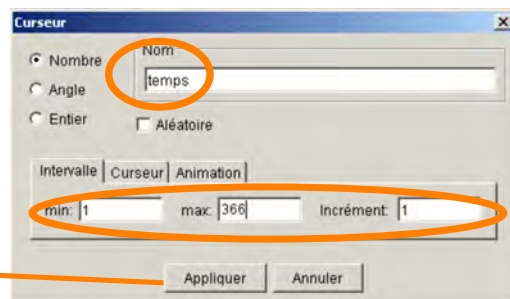 Curseur
Nombre
Angle
Entier
Nom
temps
Aléatoire
Intervalle Curseur Animation
min: 1 max: 366 Incrément: 1
Appliquer Annuler